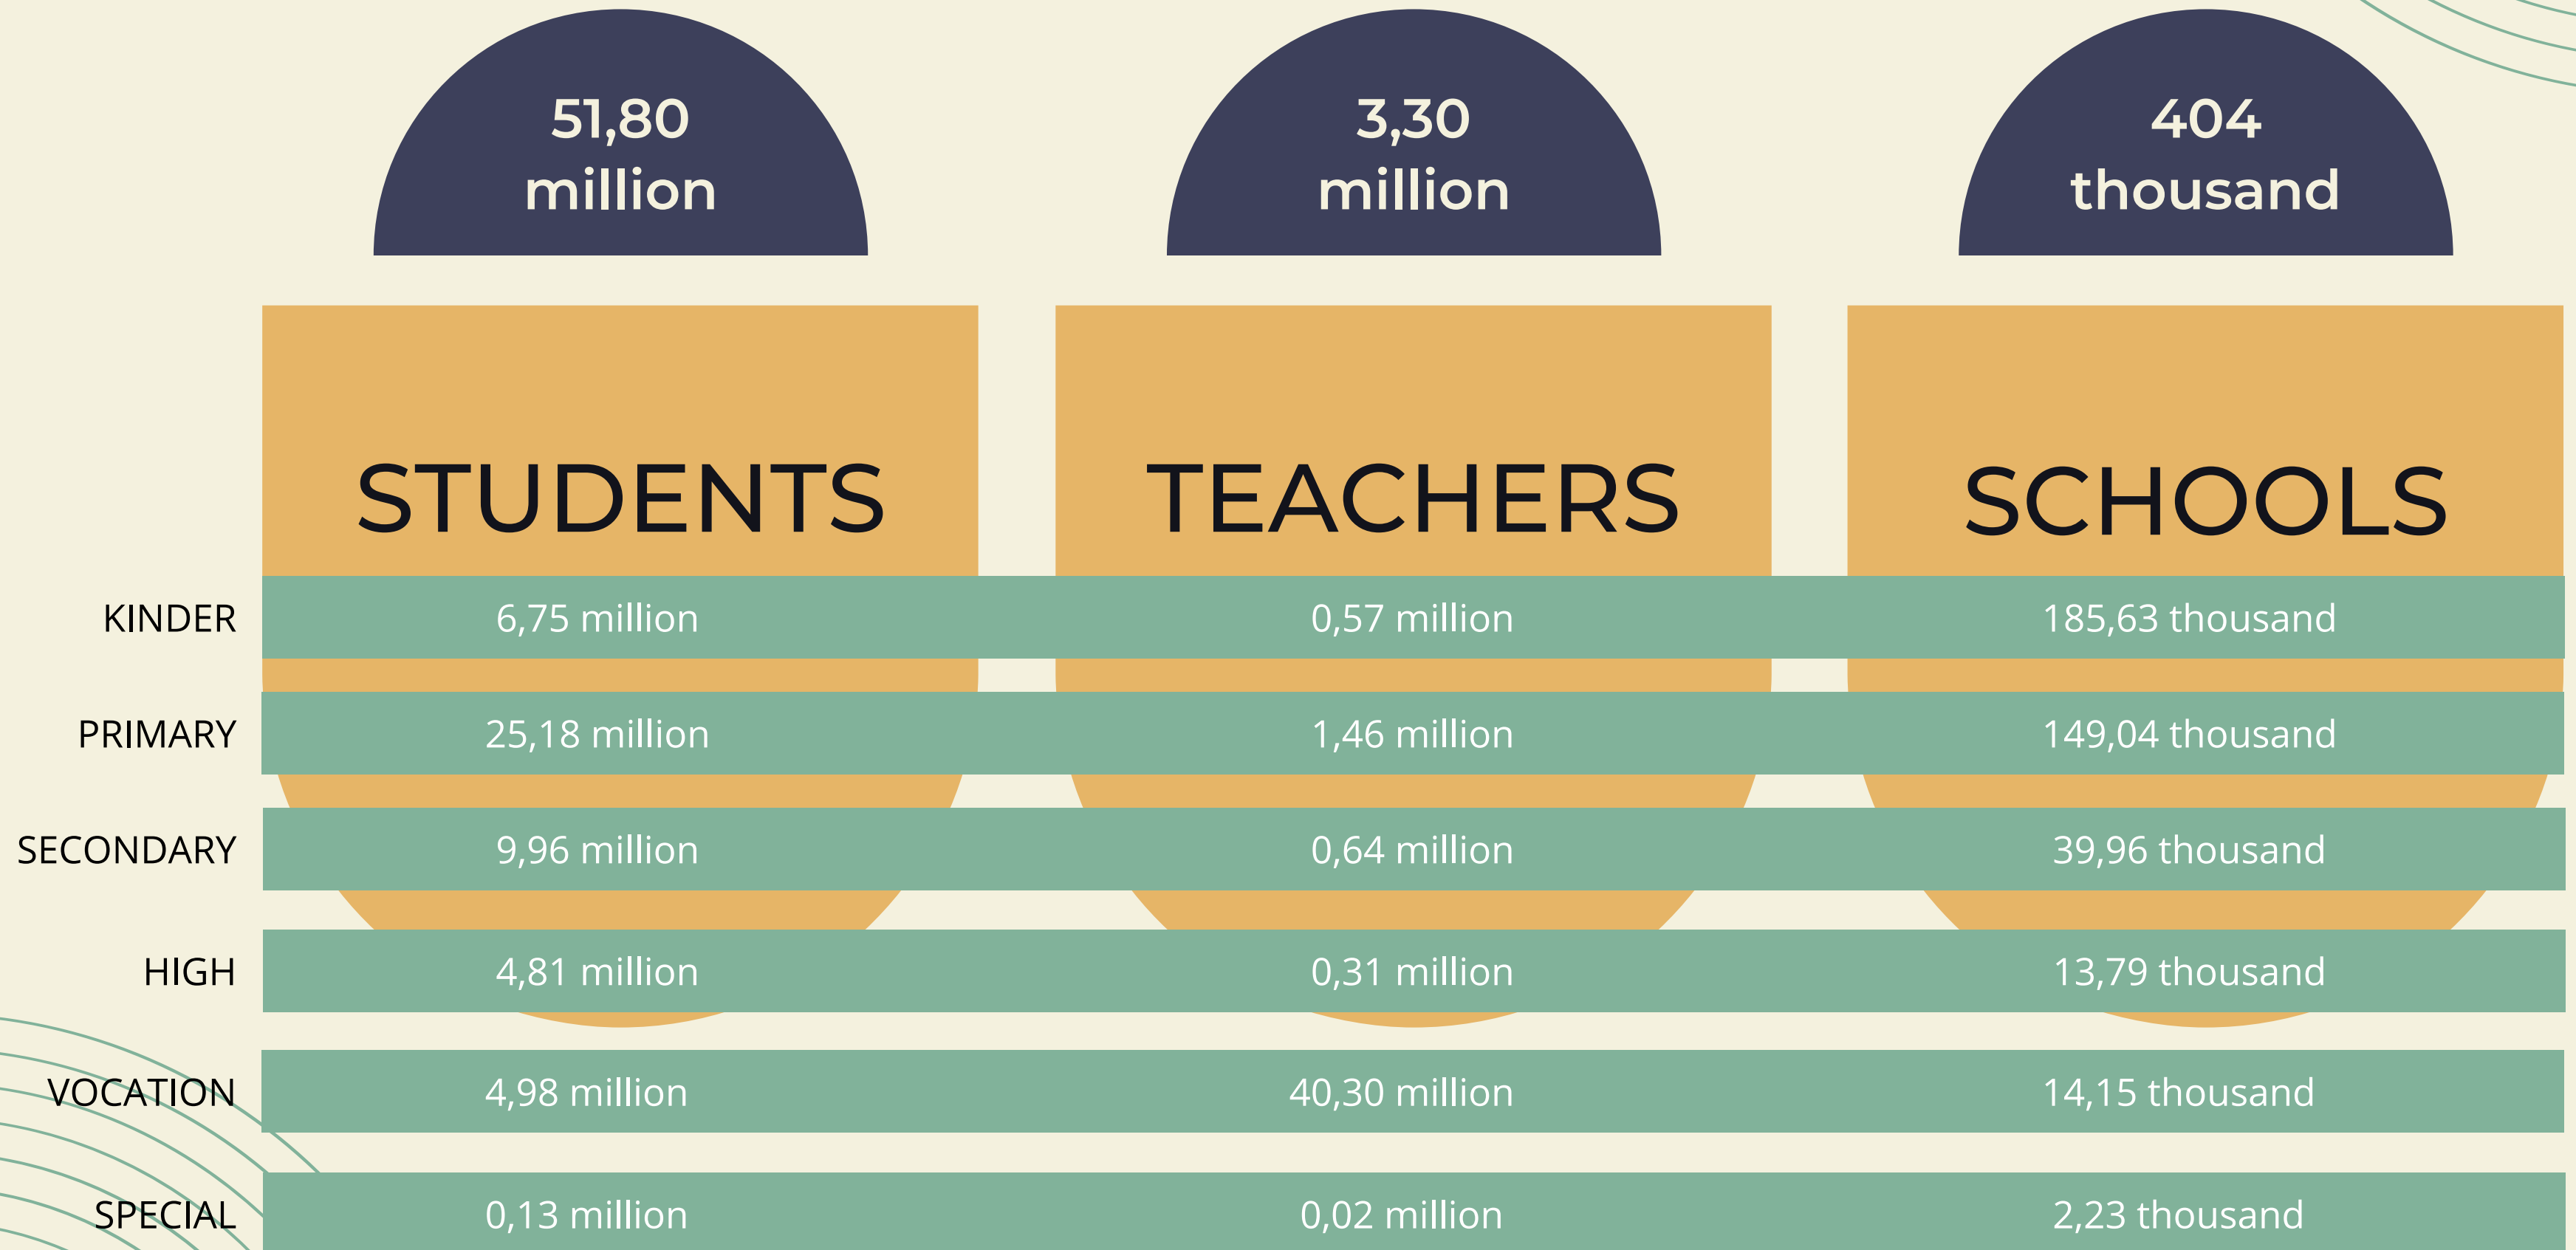 51,80
million
3,30
million
404
thousand
STUDENTS
TEACHERS
SCHOOLS
KINDER 6,75 million 0,57 million 185,63 thousand
PRIMARY 25,18 million 1,46 million 149,04 thousand
SECONDARY 9,96 million 0,64 million 39,96 thousand
HIGH 4,81 million 0,31 million 13,79 thousand
VOCATION 4,98 million 40,30 million 14,15 thousand
SPECIAL 0,13 million 0,02 million 2,23 thousand